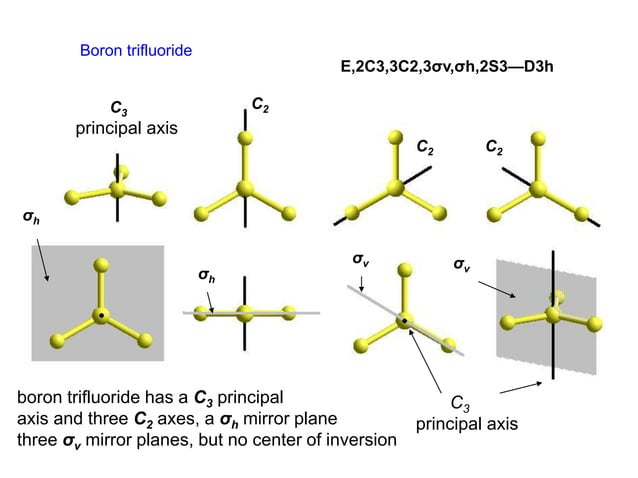 Boron trifluoride
E,2C3,3C2,3σv,σh,2S3—D3h
C3
principal axis
C2
C2
C2
σh
σh
σv
σv
boron trifluoride has a C3 principal
axis and three C2 axes, a σh mirror plane
three σv mirror planes, but no center of inversion
C3
principal axis